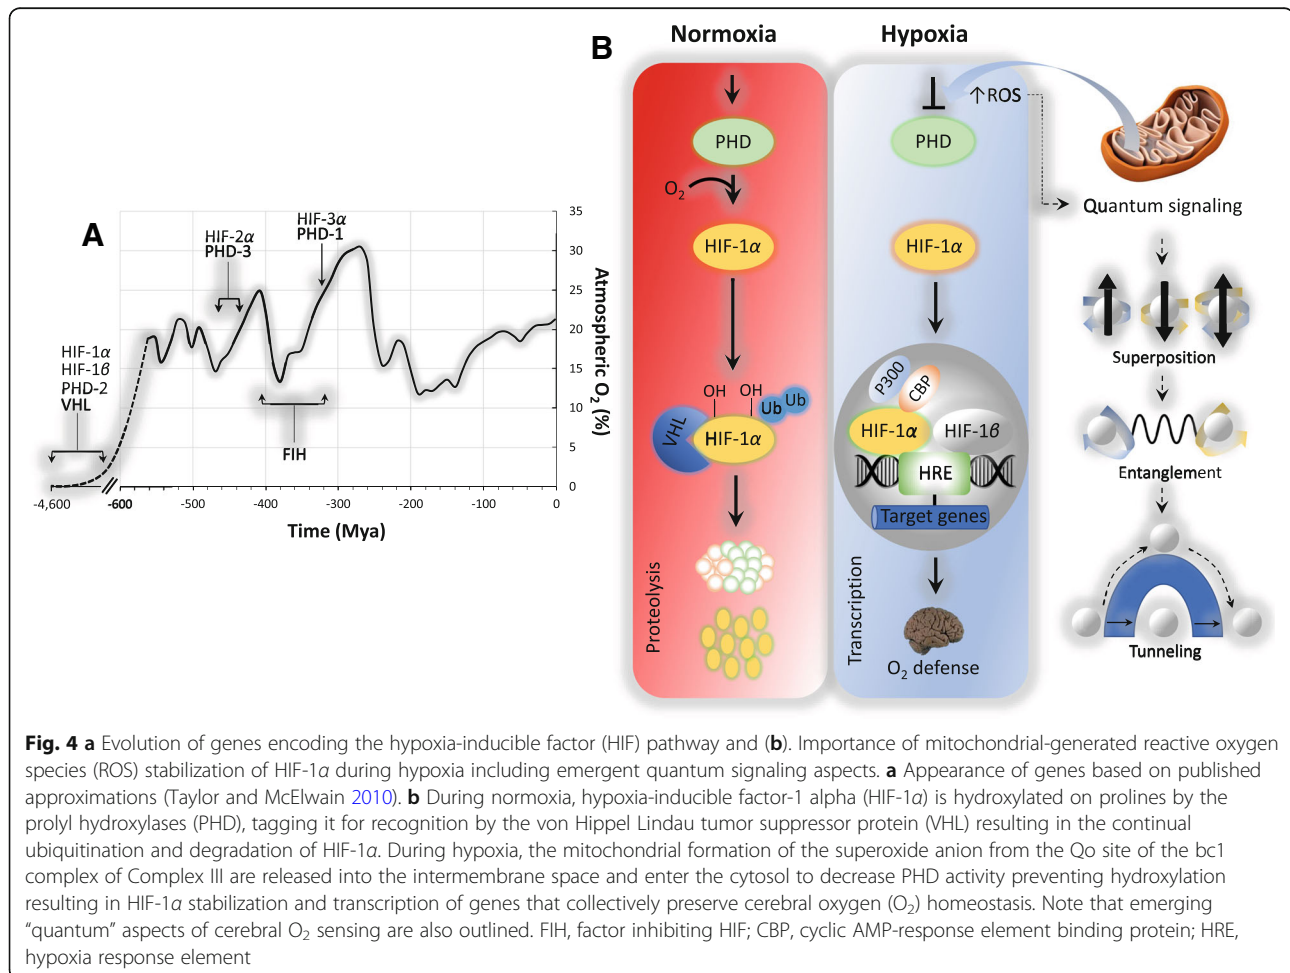 A
HIF-1α
HIF-1ϐ
PHD-2
VHL
HIF-2α
PHD-3
HIF-3α
PHD-1
FIH
35
30
25
20
15
10
5
0
Atmospheric O₂ (%)
-4,600
-600
-500
-400
-300
-200
-100
0
Time (Mya)
B
Normoxia
PHD
O₂
HIF-1α
OH
OH
VHL
HIF-1α
Ub
Ub
Proteolysis
Hypoxia
↑ROS
PHD
HIF-1α
P300
CBP
HIF-1α
HIF-1ϐ
HRE
Target genes
Transcription
O₂ defense
Quantum signaling
Superposition
Entanglement
Tunneling
Fig. 4 a Evolution of genes encoding the hypoxia-inducible factor (HIF) pathway and (b). Importance of mitochondrial-generated reactive oxygen
species (ROS) stabilization of HIF-1α during hypoxia including emergent quantum signaling aspects. a Appearance of genes based on published
approximations (Taylor and McElwain 2010). b During normoxia, hypoxia-inducible factor-1 alpha (HIF-1α) is hydroxylated on prolines by the
prolyl hydroxylases (PHD), tagging it for recognition by the von Hippel Lindau tumor suppressor protein (VHL) resulting in the continual
ubiquitination and degradation of HIF-1α. During hypoxia, the mitochondrial formation of the superoxide anion from the Qo site of the bc1
complex of Complex III are released into the intermembrane space and enter the cytosol to decrease PHD activity preventing hydroxylation
resulting in HIF-1α stabilization and transcription of genes that collectively preserve cerebral oxygen (O₂) homeostasis. Note that emerging
“quantum” aspects of cerebral O₂ sensing are also outlined. FIH, factor inhibiting HIF; CBP, cyclic AMP-response element binding protein; HRE,
hypoxia response element